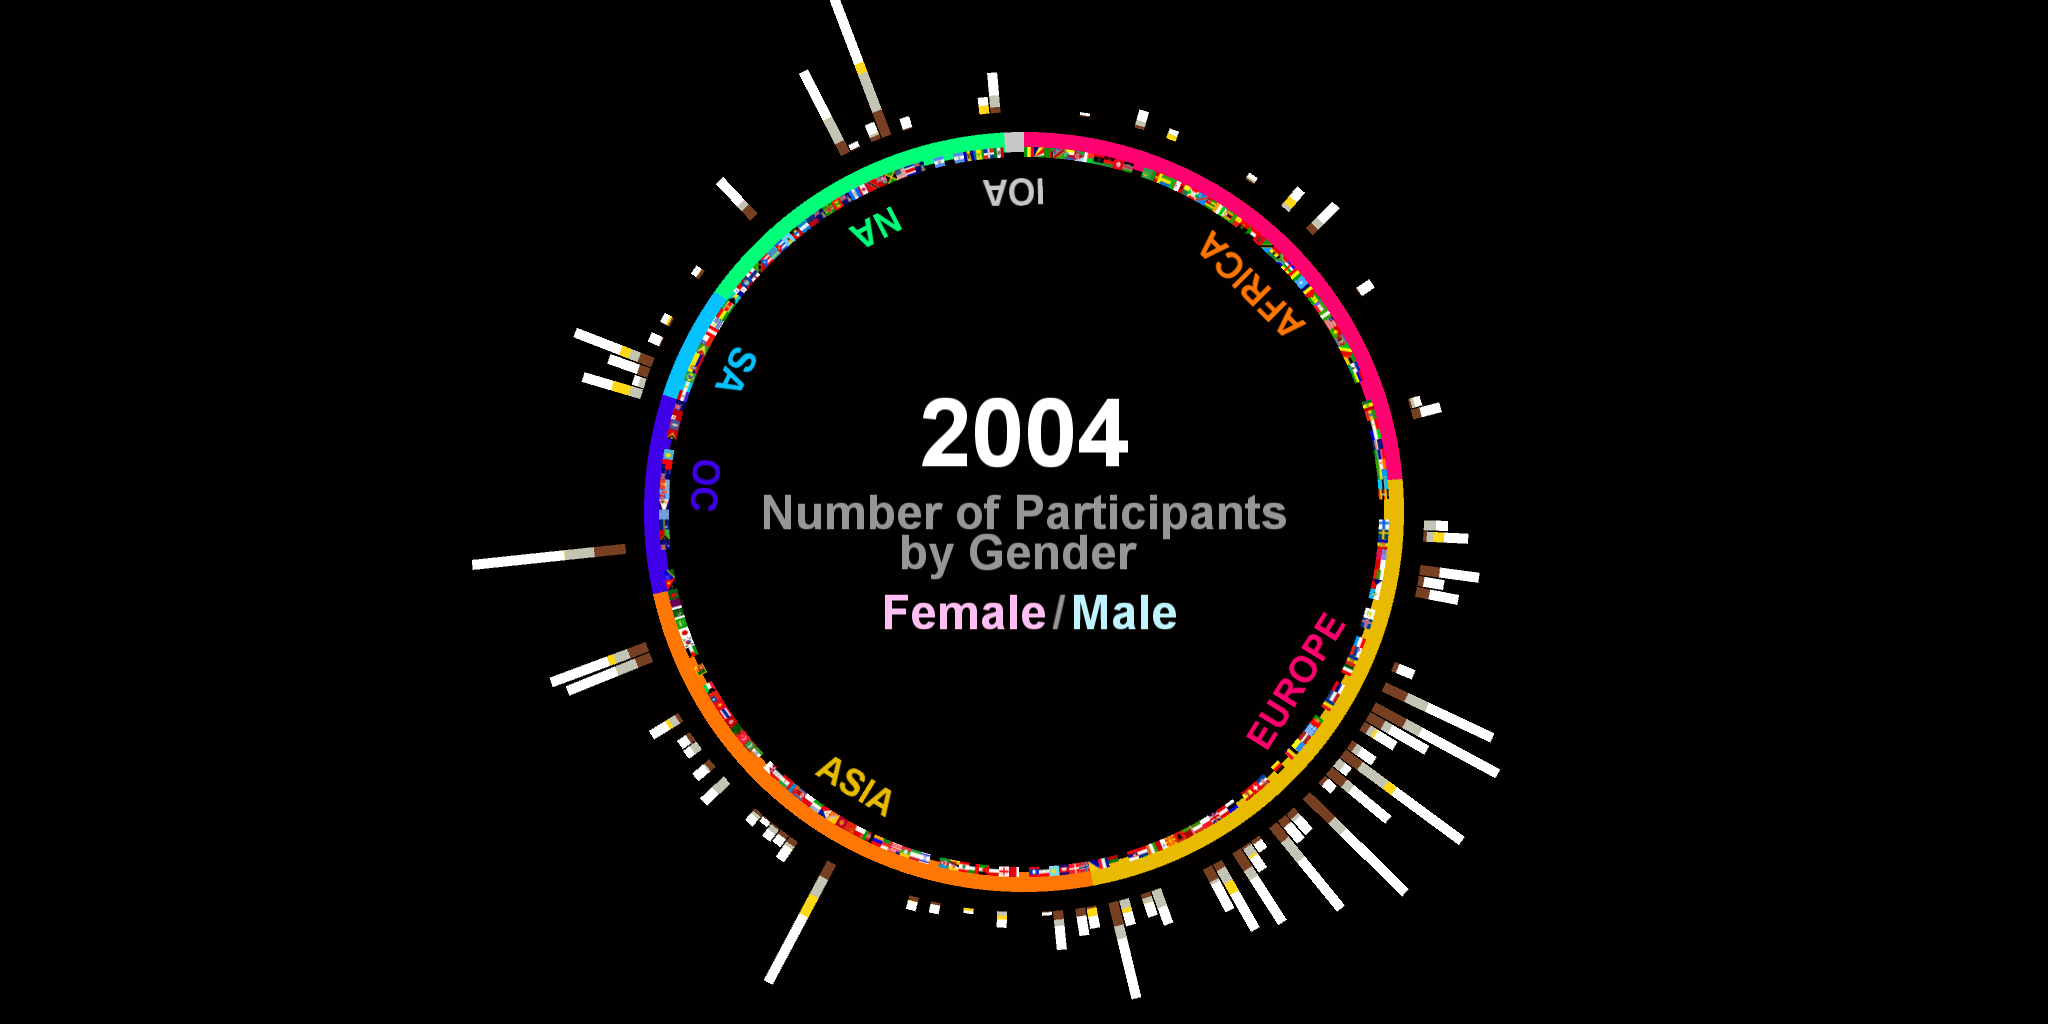 IOA
NA
AFRICA
SA
2004
OC
Number of Participants
by Gender
Female/Male
EUROPE
ASIA